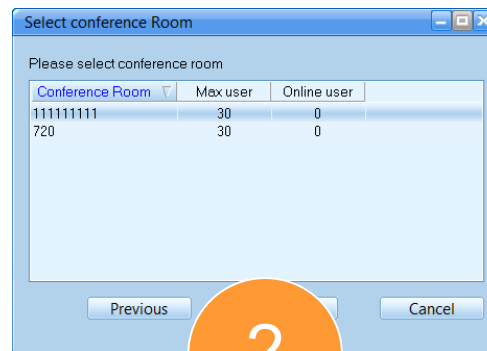 Select conference Room
Please select conference room
Conference Room Max user Online user
111111111 30 0
720 30 0
Previous Cancel
2